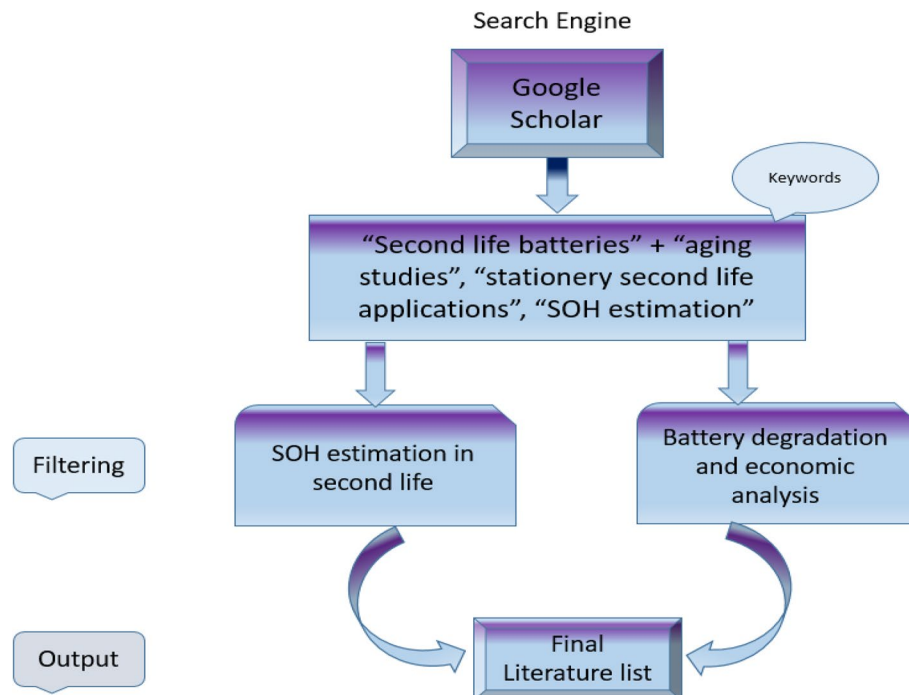 Search Engine
Google
Scholar
Keywords
“Second life batteries” + “aging
studies”, “stationery second life
applications”, “SOH estimation”
Filtering
SOH estimation in
second life
Battery degradation
and economic
analysis
Output
Final
Literature list